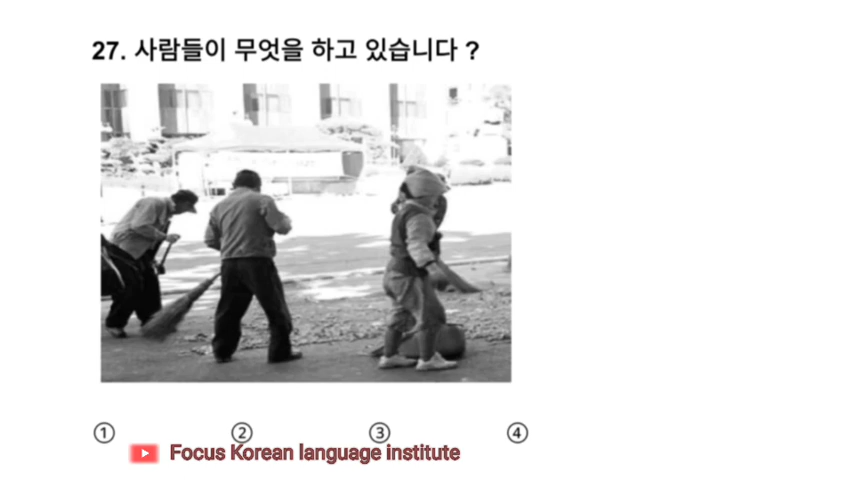 27. 사람들이 무엇을 하고 있습니다 ?
① ② ③ ④
Focus Korean language institute